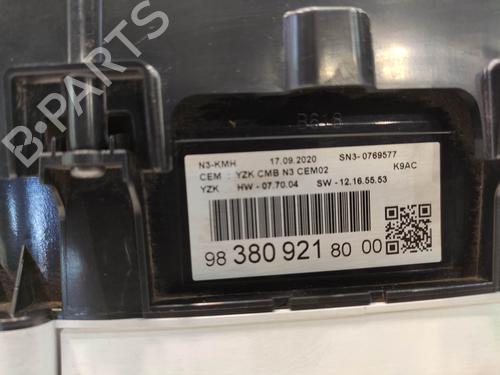 B618
N3-KMH 17.09.2020 SN3- 0769577
CEM : YZK CMB N3 CEM02 K9AC
YZK HW - 07.70.04 SW - 12.16.55.53
98 380 921 80 00
B-PARTS